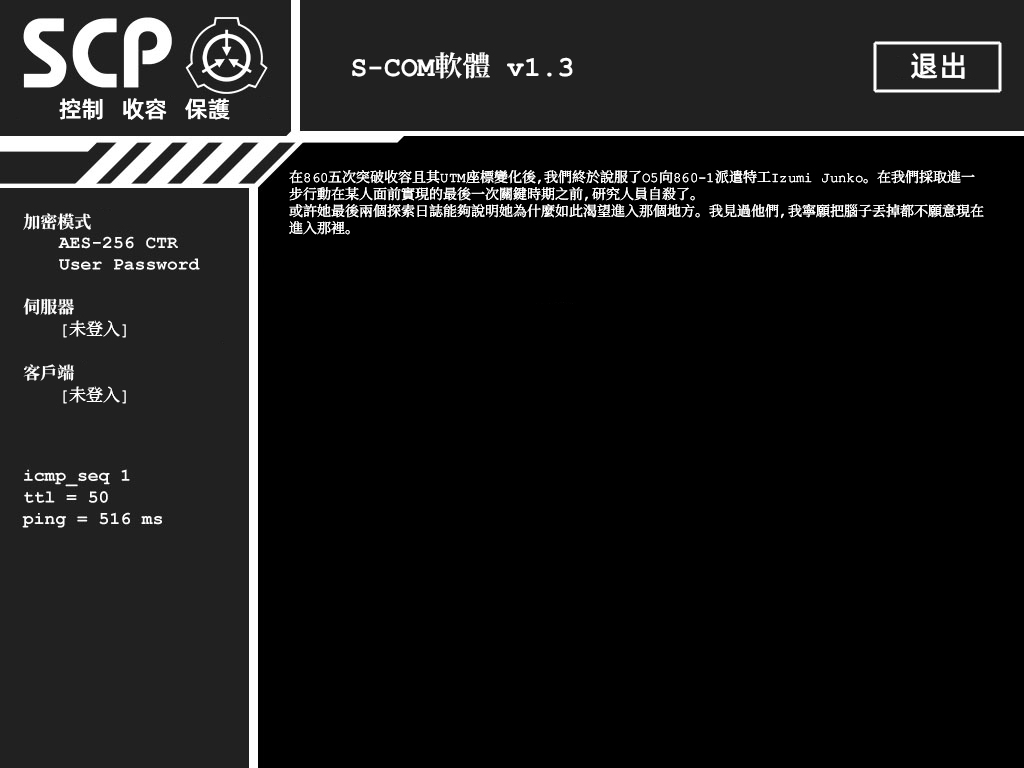 SCP
控制 收容 保護
S-COM軟體 v1.3
退出
加密模式
AES-256 CTR
User Password
伺服器
[未登入]
客戶端
[未登入]
icmp_seq 1
ttl = 50
ping = 516 ms
在860五次突破收容且其UTM座標變化後,我們終於說服了O5向860-1派遣特工Izumi Junko。在我們採取進一
步行動在某人面前實現的最後一次關鍵時期之前,研究人員自殺了。
或許她最後兩個探索日誌能夠說明她為什麼如此渴望進入那個地方。我見過他們,我寧願把腦子丟掉都不願意現在
進入那裡。